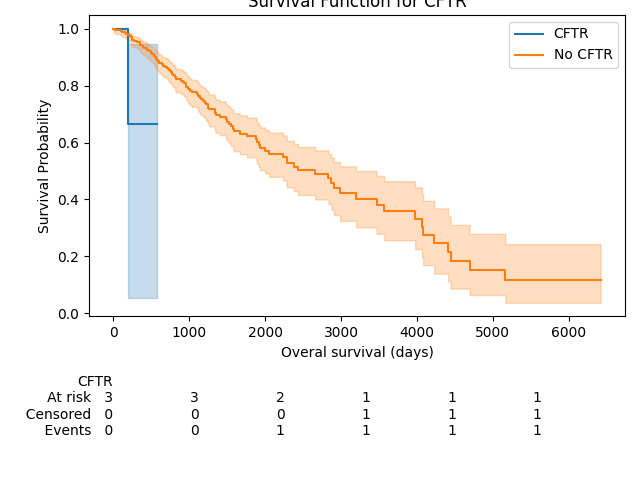 Survival Function for CFTR
1.0
0.8
0.6
0.4
0.2
0.0
Survival Probability
CFTR
No CFTR
0 1000 2000 3000 4000 5000 6000
Overal survival (days)
CFTR
At risk 3 3 2 1 1 1
Censored 0 0 0 1 1 1
Events 0 0 1 1 1 1